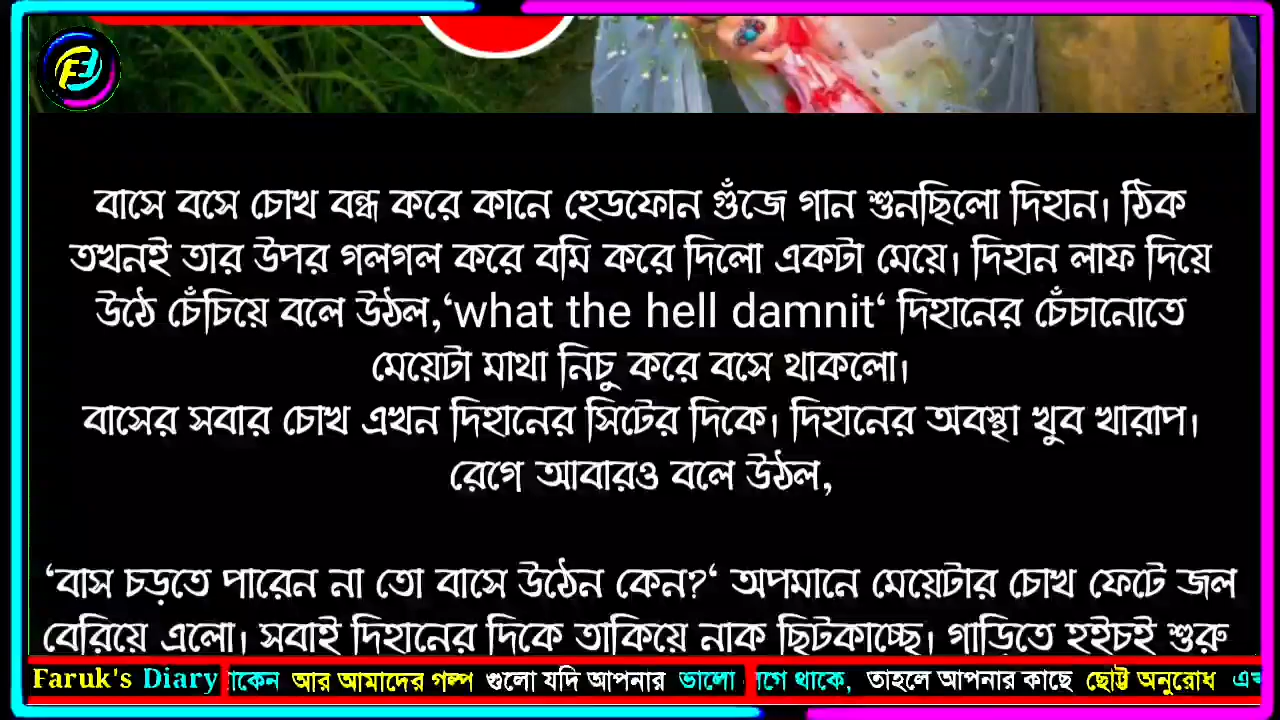 বাসে বসে চোখ বন্ধ করে কানে হেডফোন গুঁজে গান শুনছিলো দিহান। ঠিক
তখনই তার উপর গলগল করে বমি করে দিলো একটা মেয়ে। দিহান লাফ দিয়ে
উঠে চেঁচিয়ে বলে উঠল,‘what the hell damnit‘ দিহানের চেঁচানোতে
মেয়েটা মাথা নিচু করে বসে থাকলো।
বাসের সবার চোখ এখন দিহানের সিটের দিকে। দিহানের অবস্থা খুব খারাপ।
রেগে আবারও বলে উঠল,
‘বাস চড়তে পারেন না তো বাসে উঠেন কেন?‘ অপমানে মেয়েটার চোখ ফেটে জল
বেরিয়ে এলো। সবাই দিহানের দিকে তাকিয়ে নাক ছিটকাচ্ছে। গাড়িতে হইচই শুরু
Faruk's Diary আর আমাদের গল্প গুলো যদি আপনার ভালো থাকে, তাহলে আপনার কাছে ছোট্ট অনুরোধ